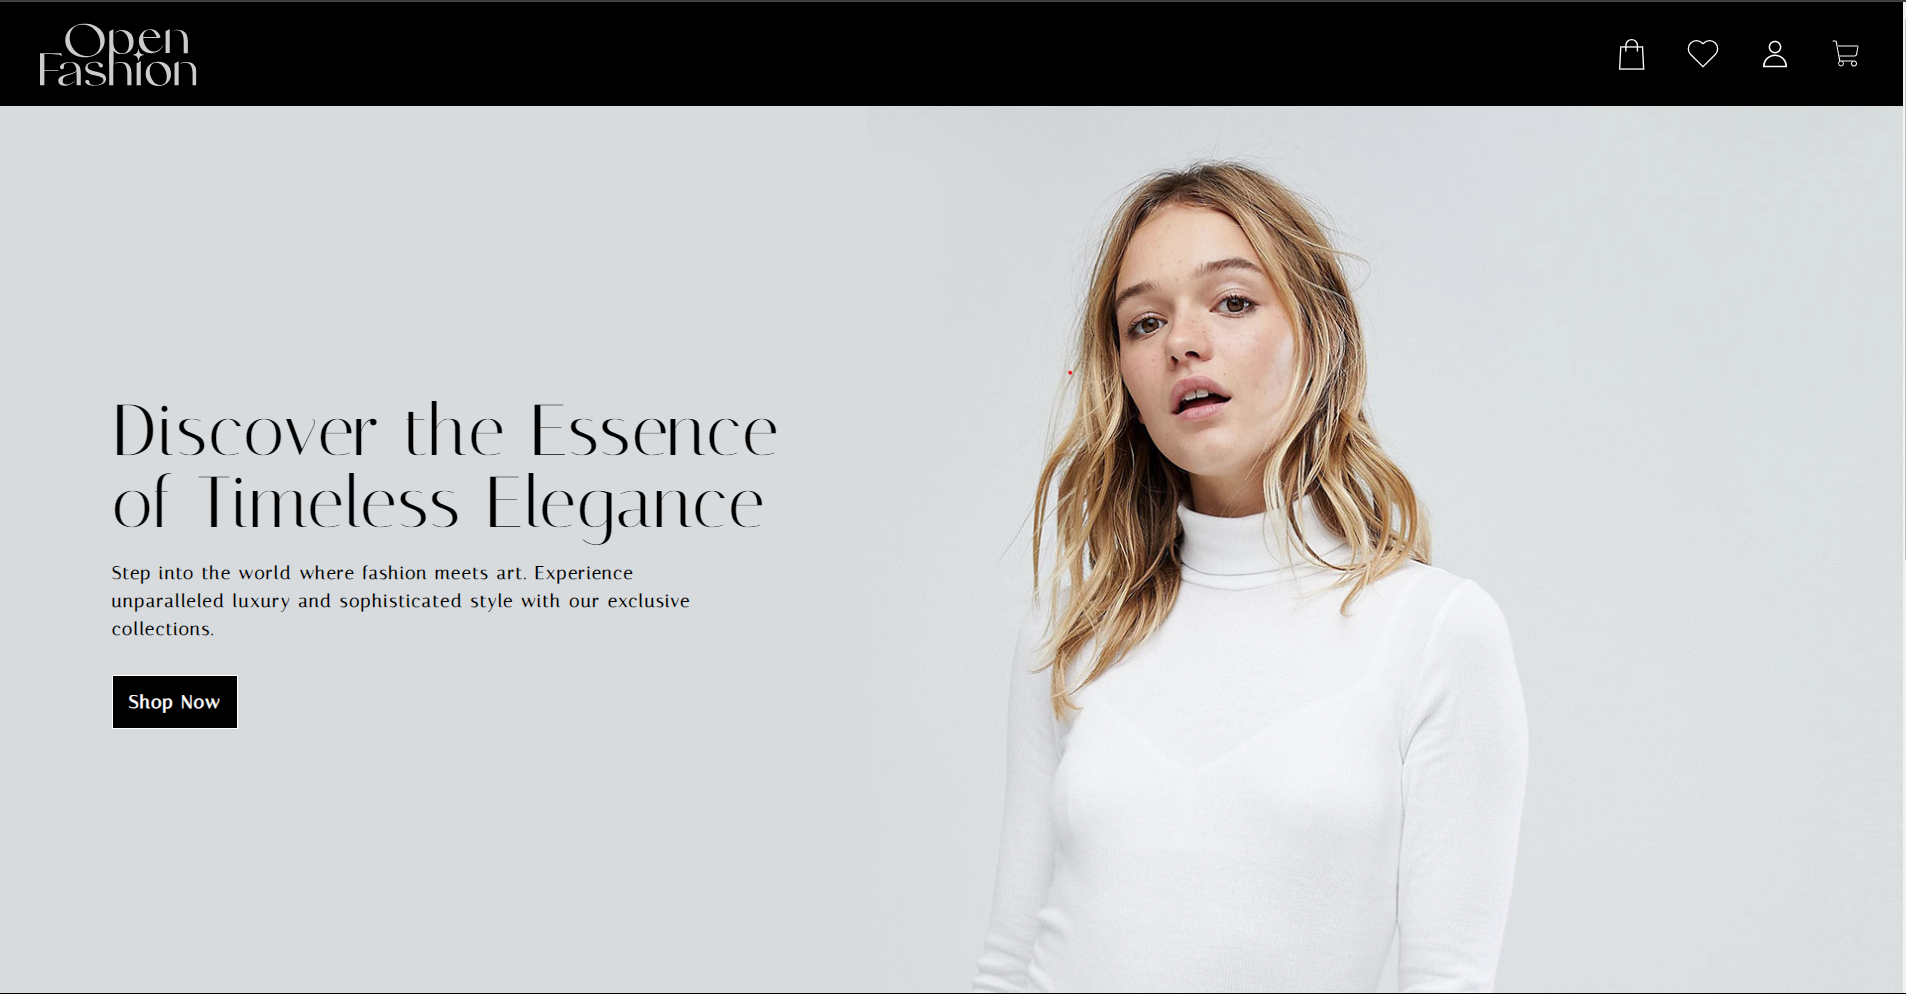 Open
Fashion
Discover the Essence
of Timeless Elegance
Step into the world where fashion meets art. Experience
unparalleled luxury and sophisticated style with our exclusive
collections.
Shop Now